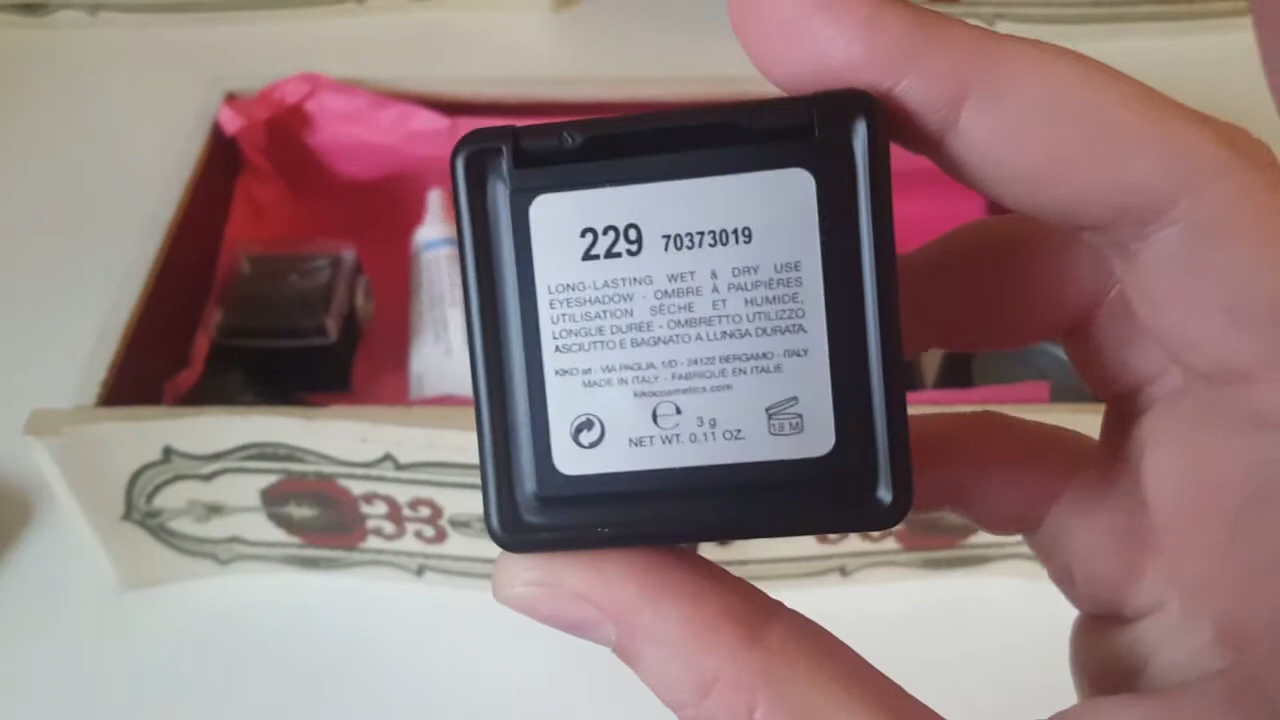 229 70373019
LONG-LASTING WET & DRY USE
EYESHADOW - OMBRE À PAUPIÈRES
UTILISATION SÈCHE ET HUMIDE,
LONGUE DURÉE - OMBRETTO UTILIZZO
ASCIUTTO E BAGNATO A LUNGA DURATA.
KIKO srl - VIA PAGLIA, 1/D - 24122 BERGAMO - ITALY
MADE IN ITALY - FABRIQUÉ EN ITALIE
kikocosmetics.com
℮ 3 g
NET WT. 0.11 OZ.
18 M
33